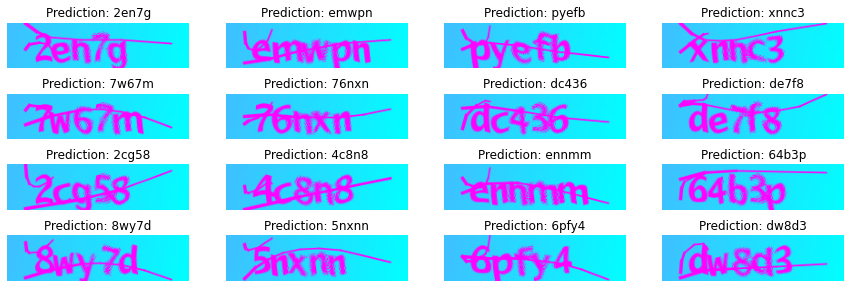 Prediction: 2en7g Prediction: emwpn Prediction: pyefb Prediction: xnnc3
2en7g emwpn pyefb xnnc3
Prediction: 7w67m Prediction: 76nxn Prediction: dc436 Prediction: de7f8
7w67m 76nxn dc436 de7f8
Prediction: 2cg58 Prediction: 4c8n8 Prediction: ennmm Prediction: 64b3p
2cg58 4c8n8 ennmm 64b3p
Prediction: 8wy7d Prediction: 5nxnn Prediction: 6pfy4 Prediction: dw8d3
8wy7d 5nxnn 6pfy4 dw8d3